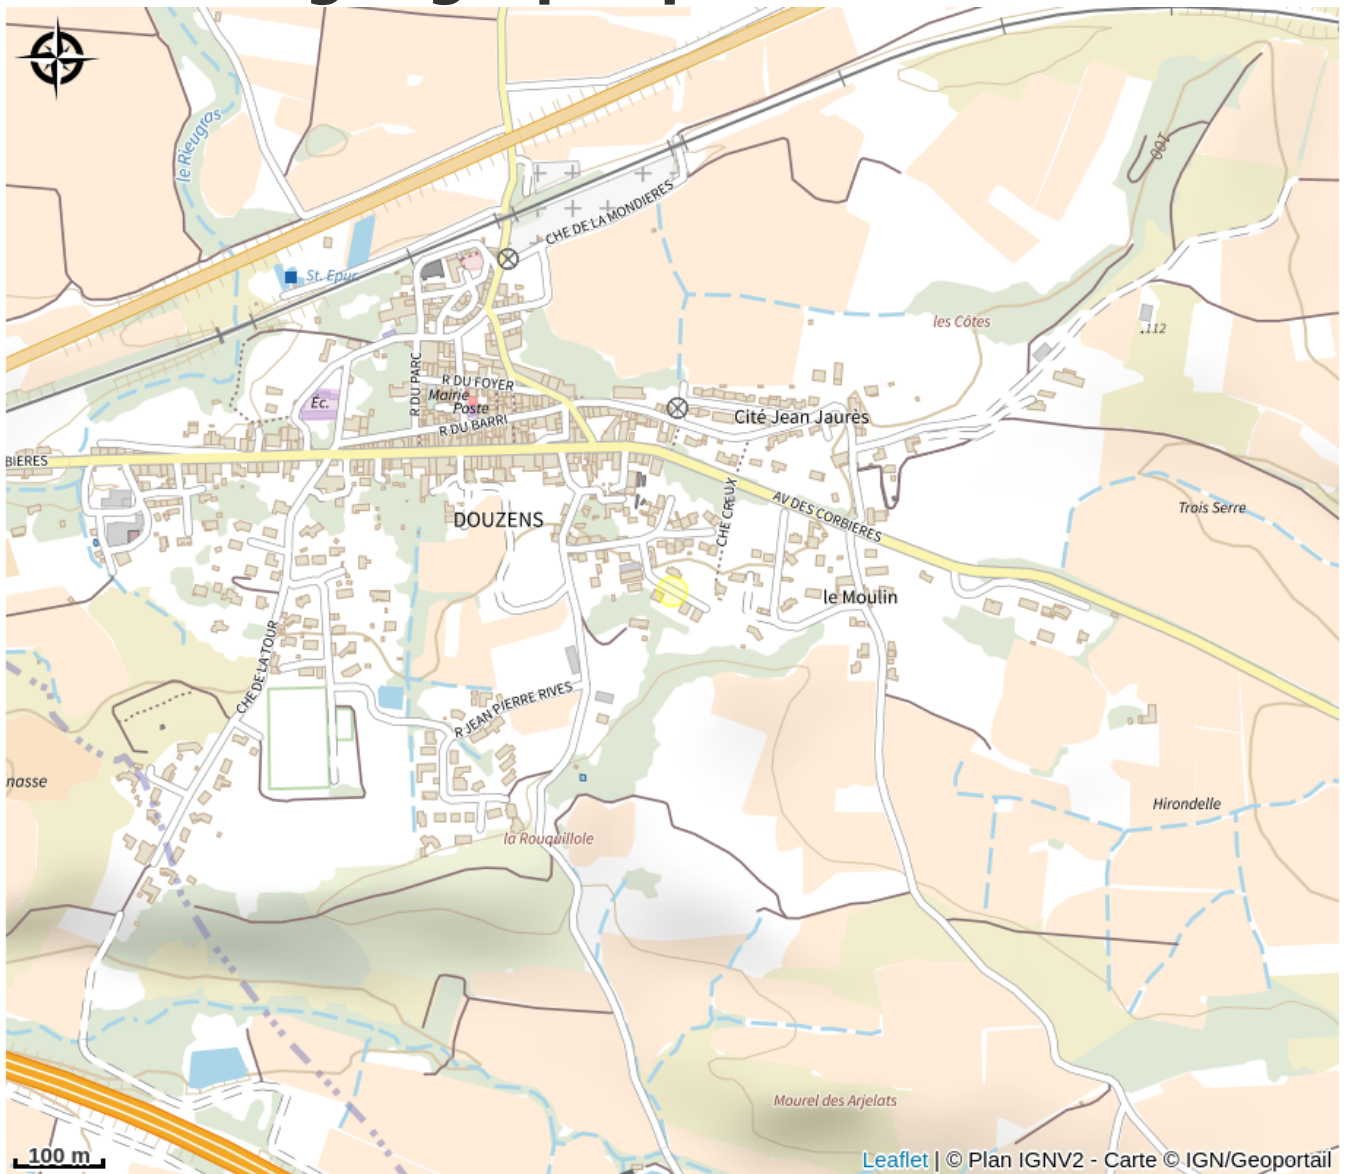 le Rieugras
100
CHE DE LA MONDIERES
St. Epur.
les Côtes
.112
R DU PARC
R DU FOYER
Mairie
Poste
Éc.
R DU BARRI
Cité Jean Jaurès
BIERES
DOUZENS
CHE CREUX
AV DES CORBIERES
Trois Serre
le Moulin
CHE DE LA TOUR
R JEAN PIERRE RIVES
nasse
Hirondelle
la Rouquillole
Mourel des Arjelats
100 m
Leaflet | © Plan IGNV2 - Carte © IGN/Geoportail